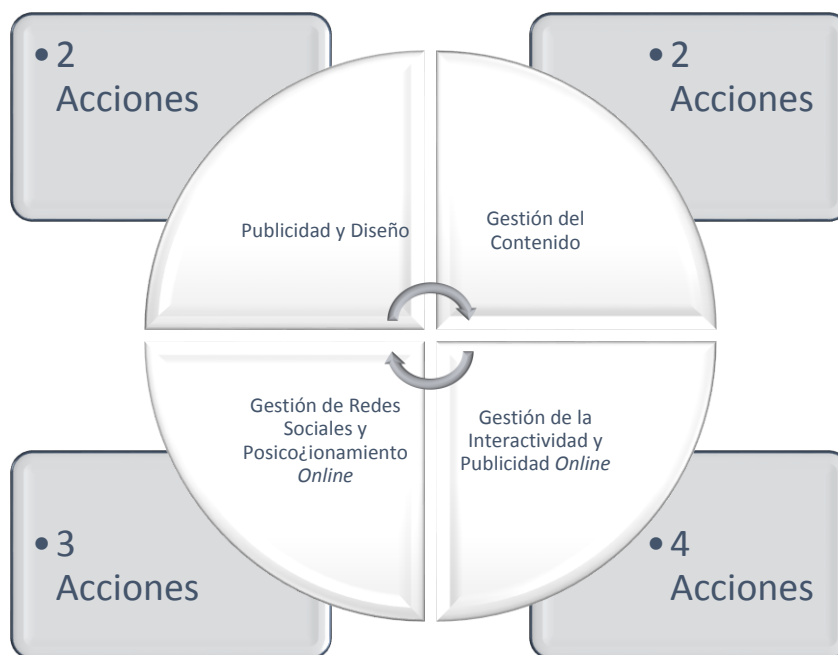 • 2
Acciones
• 2
Acciones
Publicidad y Diseño
Gestión del
Contenido
Gestión de Redes
Sociales y
Posico¿ionamiento
Online
Gestión de la
Interactividad y
Publicidad Online
• 3
Acciones
• 4
Acciones